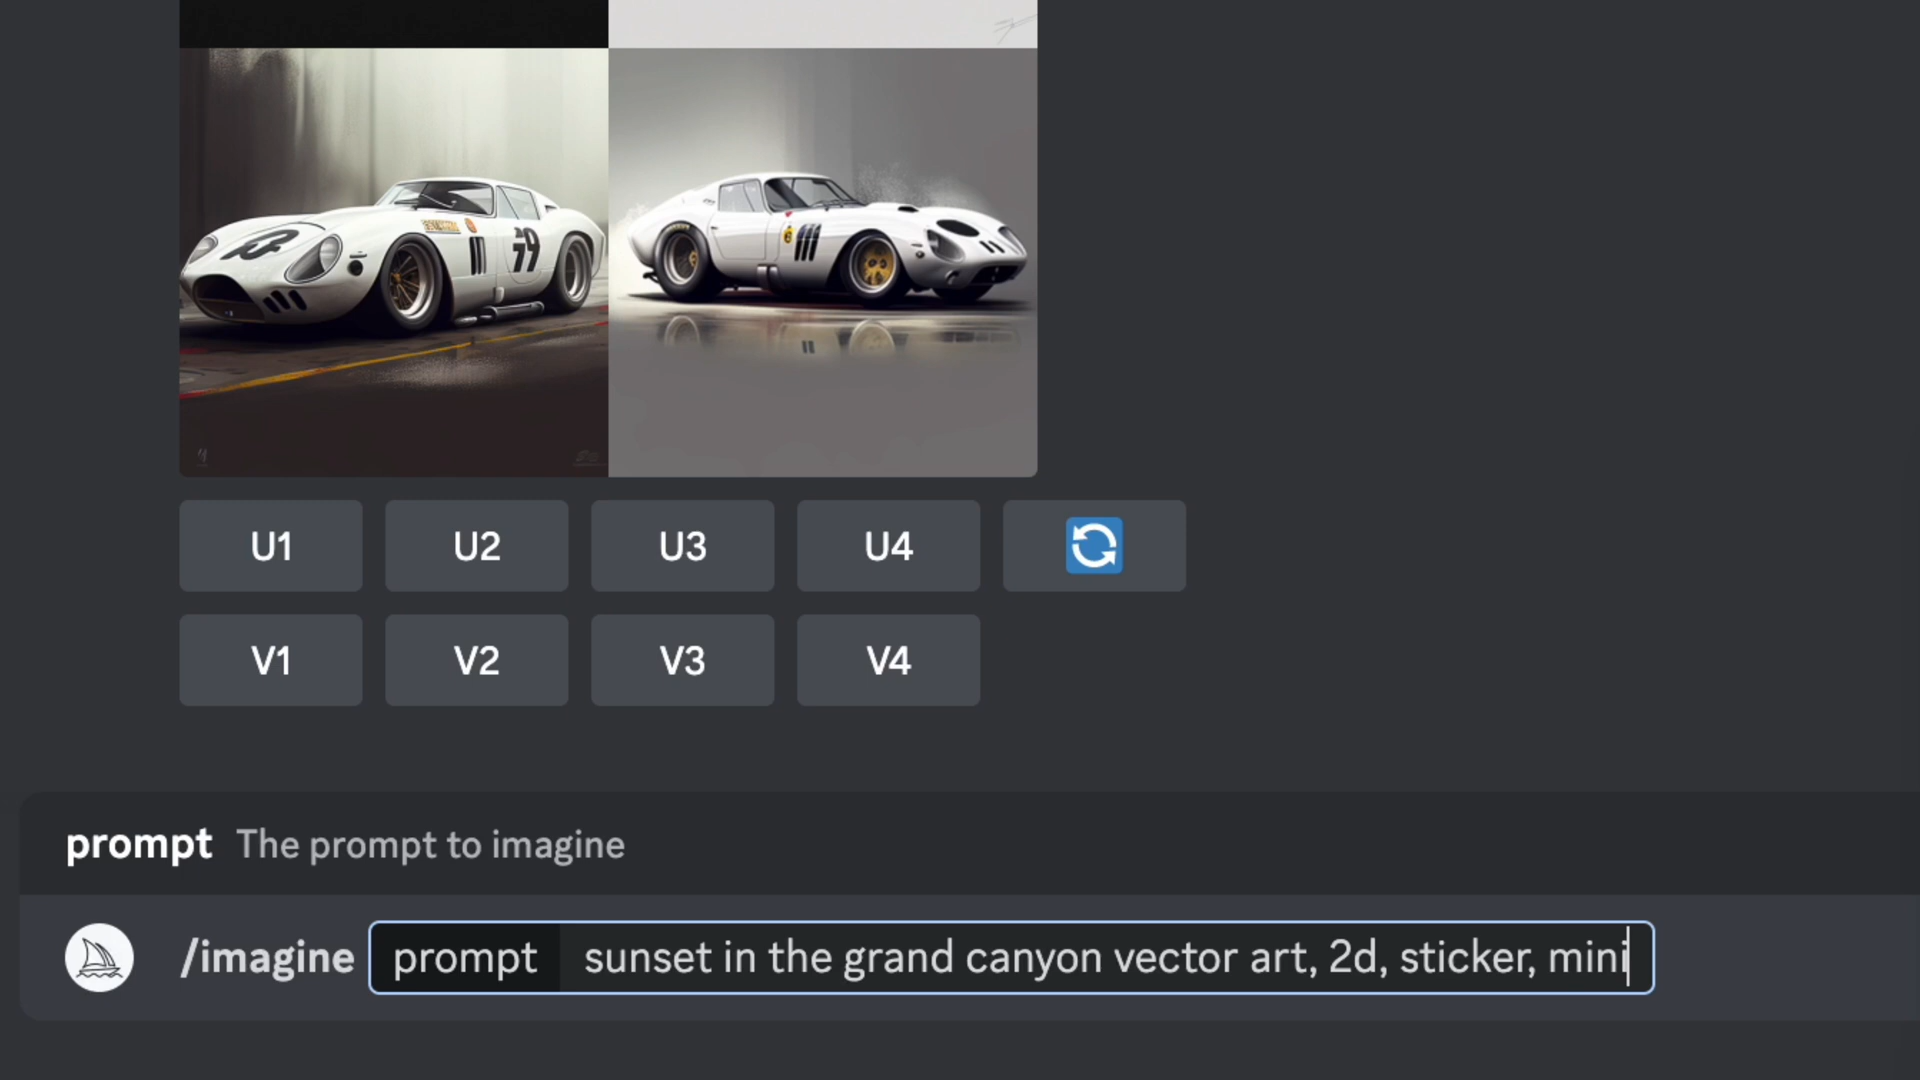 79
U1 U2 U3 U4
V1 V2 V3 V4
prompt The prompt to imagine
/imagine prompt sunset in the grand canyon vector art, 2d, sticker, mini